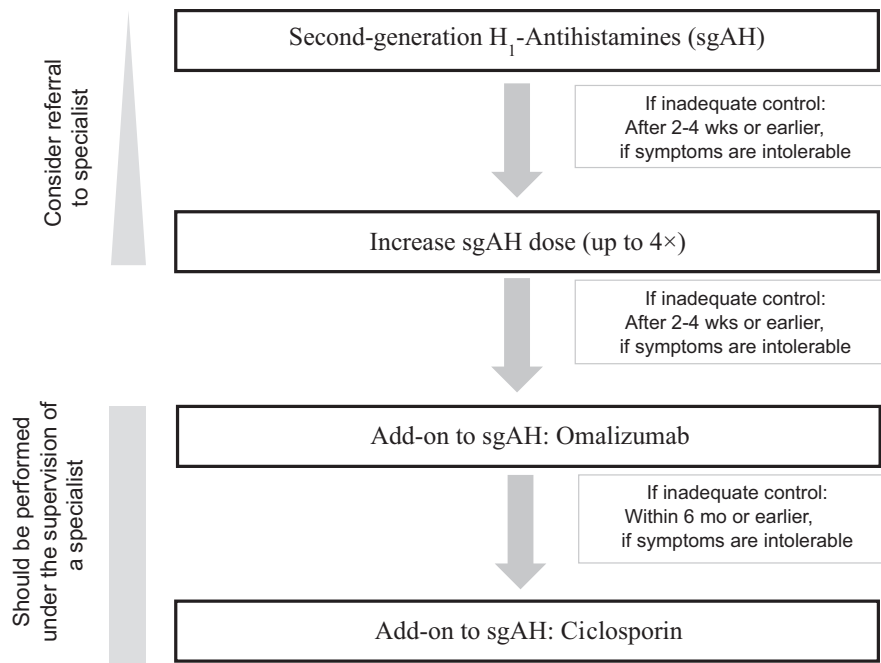 Second-generation H₁-Antihistamines (sgAH)
If inadequate control:
After 2-4 wks or earlier,
if symptoms are intolerable
Consider referral
to specialist
Increase sgAH dose (up to 4×)
If inadequate control:
After 2-4 wks or earlier,
if symptoms are intolerable
Add-on to sgAH: Omalizumab
If inadequate control:
Within 6 mo or earlier,
if symptoms are intolerable
Should be performed
under the supervision of
a specialist
Add-on to sgAH: Ciclosporin